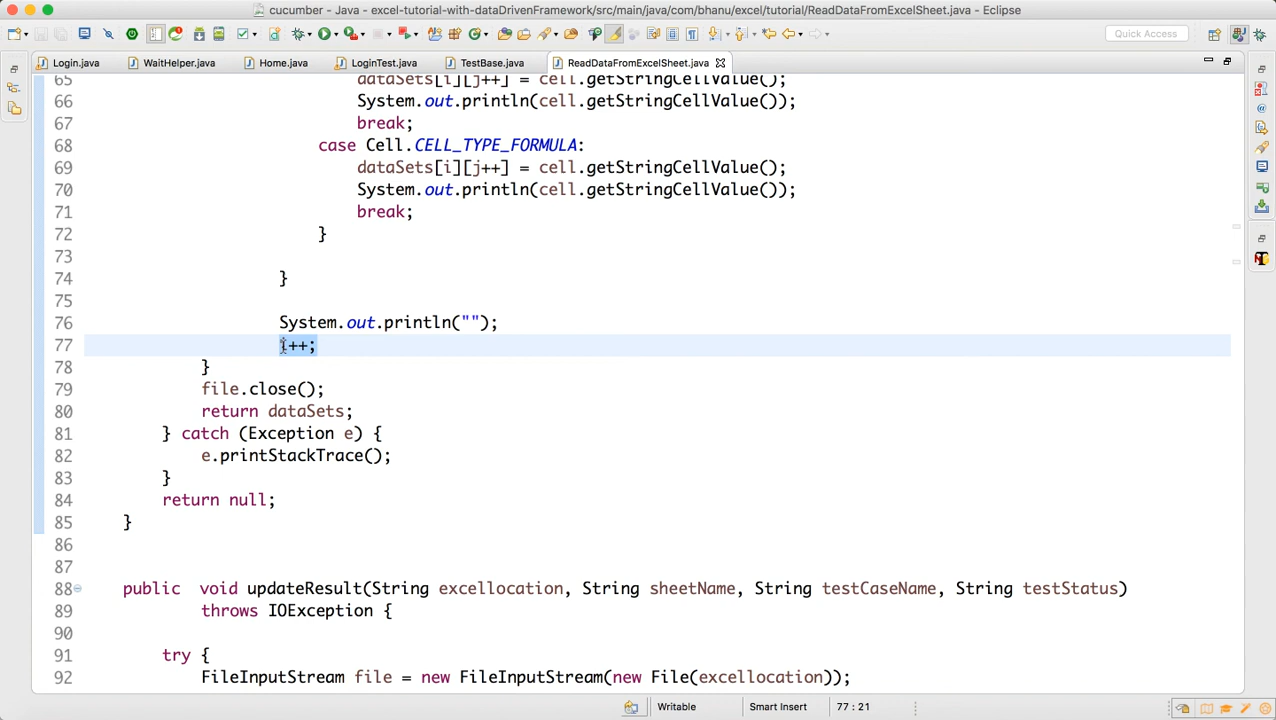 cucumber - Java - excel-tutorial-with-dataDrivenFramework/src/main/java/com/bhanu/excel/tutorial/ReadDataFromExcelSheet.java - Eclipse
Quick Access
Login.java WaitHelper.java Home.java LoginTest.java TestBase.java ReadDataFromExcelSheet.java
65 dataSets[i][j++] = cell.getStringCellValue();
66 System.out.println(cell.getStringCellValue());
67 break;
68 case Cell.CELL_TYPE_FORMULA:
69 dataSets[i][j++] = cell.getStringCellValue();
70 System.out.println(cell.getStringCellValue());
71 break;
72 }
73
74 }
75
76 System.out.println("");
77 i++;
78 }
79 file.close();
80 return dataSets;
81 } catch (Exception e) {
82 e.printStackTrace();
83 }
84 return null;
85 }
86
87
88 public void updateResult(String excellocation, String sheetName, String testCaseName, String testStatus)
89 throws IOException {
90
91 try {
92 FileInputStream file = new FileInputStream(new File(excellocation));
Writable Smart Insert 77 : 21